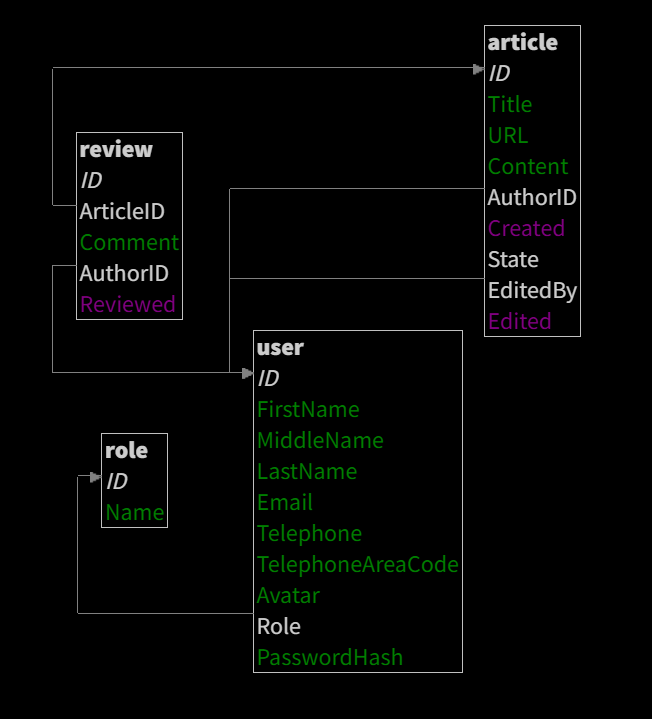 article
ID
Title
URL
Content
AuthorID
Created
State
EditedBy
Edited
review
ID
ArticleID
Comment
AuthorID
Reviewed
user
ID
FirstName
MiddleName
LastName
Email
Telephone
TelephoneAreaCode
Avatar
Role
PasswordHash
role
ID
Name